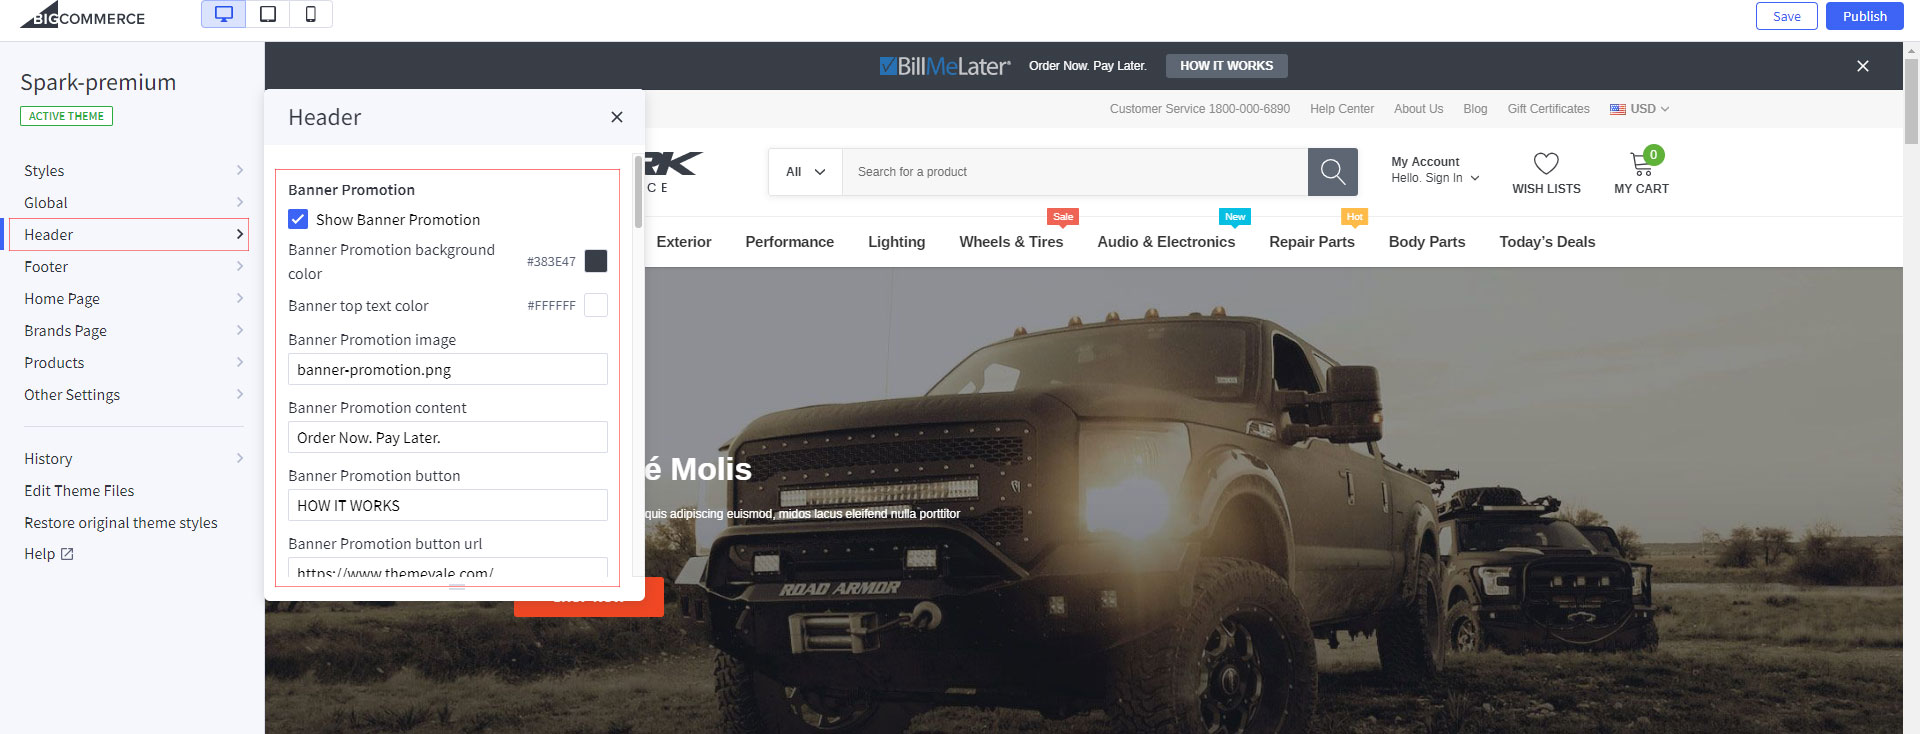 BIGCOMMERCE
Save
Publish
Spark-premium
ACTIVE THEME
Styles
Global
Header
Footer
Home Page
Brands Page
Products
Other Settings
History
Edit Theme Files
Restore original theme styles
Help
Header
Banner Promotion
Show Banner Promotion
Banner Promotion background
color
#383E47
Banner top text color
#FFFFFF
Banner Promotion image
banner-promotion.png
Banner Promotion content
Order Now. Pay Later.
Banner Promotion button
HOW IT WORKS
Banner Promotion button url
https://www.themevale.com/
BillMeLater® Order Now. Pay Later. HOW IT WORKS
Customer Service 1800-000-6890 Help Center About Us Blog Gift Certificates USD
RK
CE
All
Search for a product
My Account
Hello. Sign In
WISH LISTS
0
MY CART
Sale
New
Hot
Exterior Performance Lighting Wheels & Tires Audio & Electronics Repair Parts Body Parts Today's Deals
é Molis
quis adipiscing euismod, midos lacus eleifend nulla porttitor
ROAD ARMOR